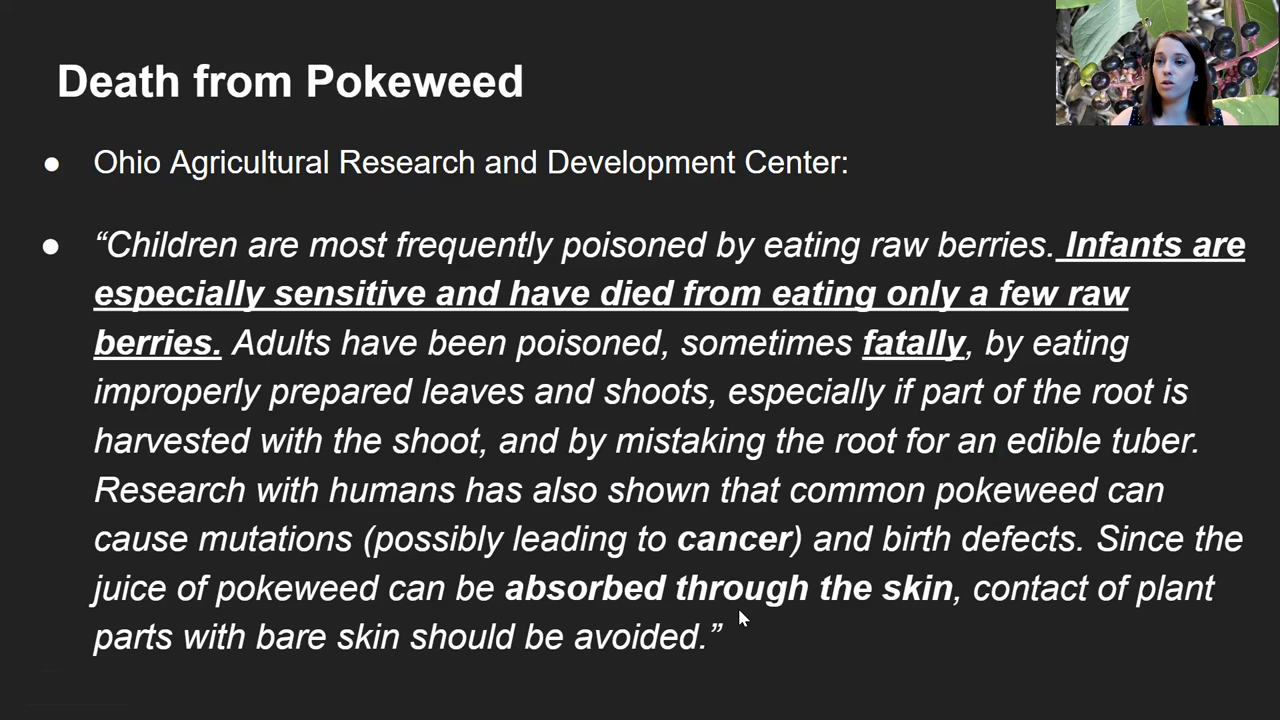 Death from Pokeweed
● Ohio Agricultural Research and Development Center:
● “Children are most frequently poisoned by eating raw berries. Infants are
especially sensitive and have died from eating only a few raw
berries. Adults have been poisoned, sometimes fatally, by eating
improperly prepared leaves and shoots, especially if part of the root is
harvested with the shoot, and by mistaking the root for an edible tuber.
Research with humans has also shown that common pokeweed can
cause mutations (possibly leading to cancer) and birth defects. Since the
juice of pokeweed can be absorbed through the skin, contact of plant
parts with bare skin should be avoided.”